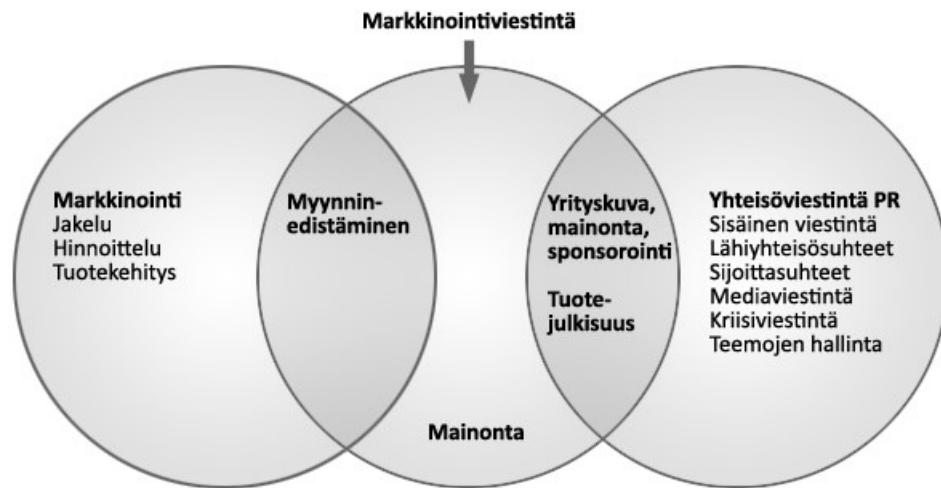 Markkinointiviestintä
Markkinointi
Jakelu
Hinnoittelu
Tuotekehitys
Myynnin-
edistäminen
Yrityskuva,
mainonta,
sponsorointi
Tuote-
julkisuus
Yhteisöviestintä PR
Sisäinen viestintä
Lähiyhteisösuhteet
Sijoittasuhteet
Mediaviestintä
Kriisiviestintä
Teemojen hallinta
Mainonta